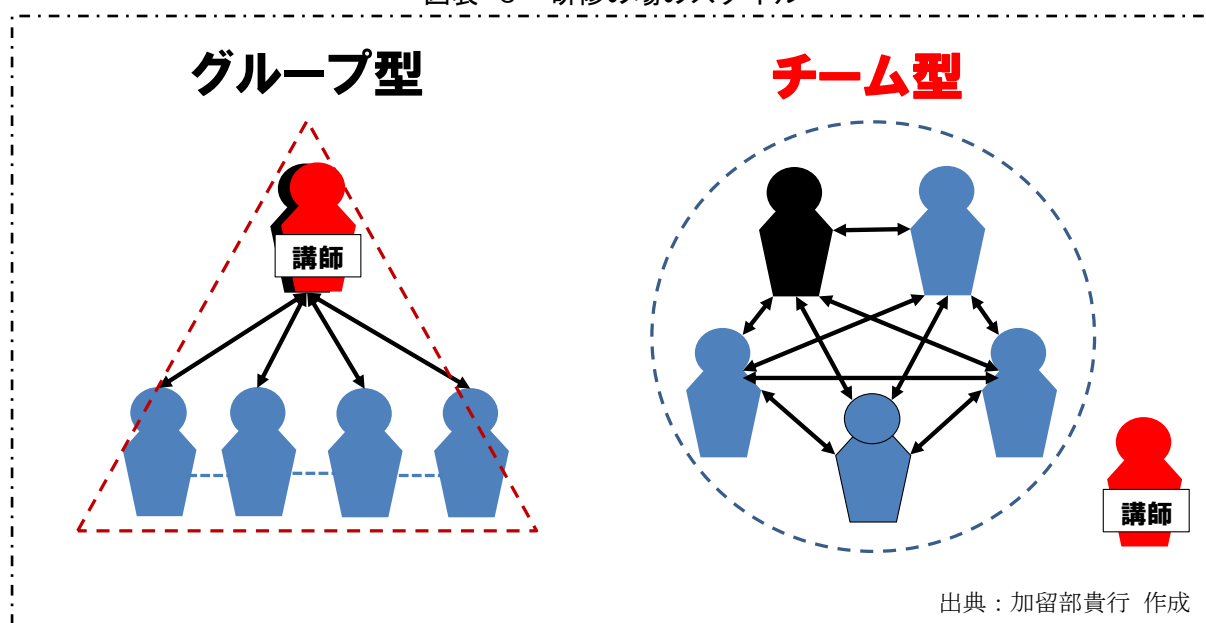 グループ型
チーム型
講師
講師
出典：加留部貴行 作成